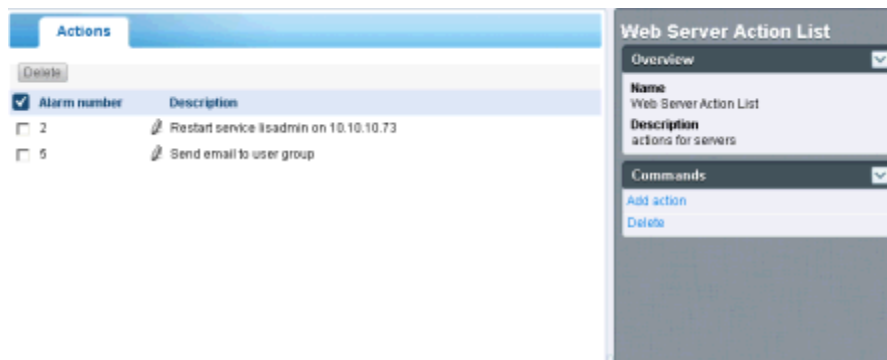 Actions
Delete
Alarm number Description
2 Restart service lisadmin on 10.10.10.73
5 Send email to user group
Web Server Action List
Overview
Name
Web Server Action List
Description
actions for servers
Commands
Add action
Delete